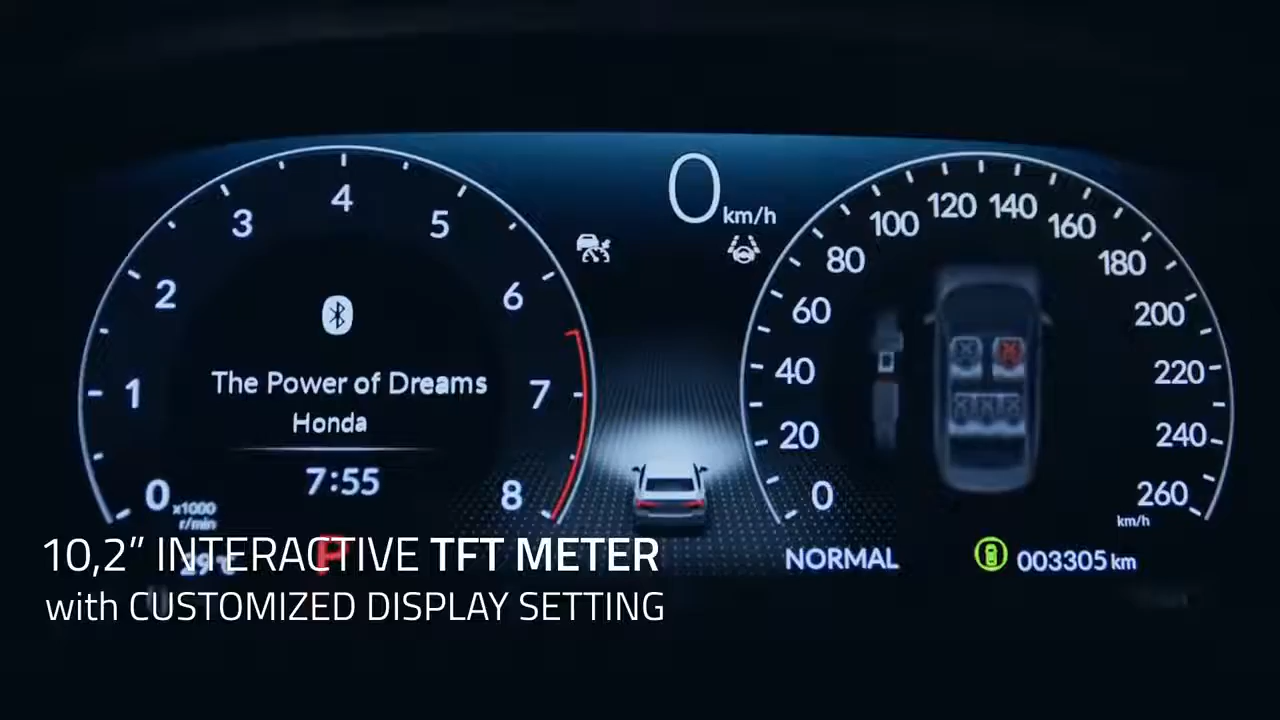 0 km/h
4
3
5
2
6
1
7
0
8
x1000
r/min
The Power of Dreams
Honda
7:55
P
29°C
100
120
140
160
80
180
60
200
40
220
20
240
0
260
km/h
NORMAL
003305 km
10,2” INTERACTIVE TFT METER
with CUSTOMIZED DISPLAY SETTING